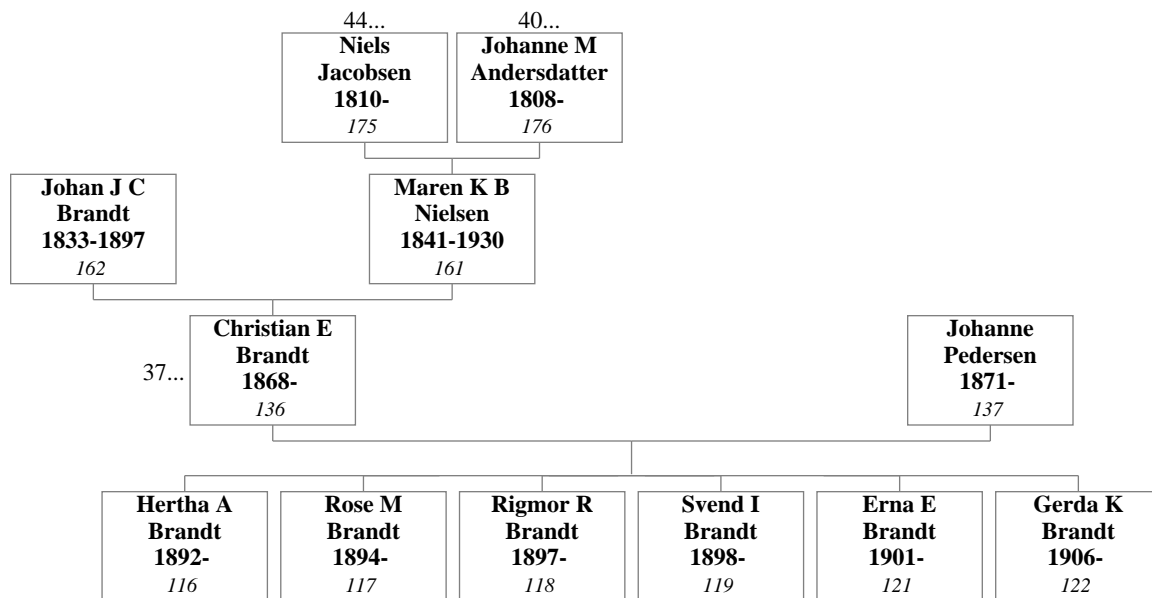 44...
40...
Niels
Jacobsen
1810-
175
Johanne M
Andersdatter
1808-
176
Johan J C
Brandt
1833-1897
162
Maren K B
Nielsen
1841-1930
161
37...
Christian E
Brandt
1868-
136
Johanne
Pedersen
1871-
137
Hertha A
Brandt
1892-
116
Rose M
Brandt
1894-
117
Rigmor R
Brandt
1897-
118
Svend I
Brandt
1898-
119
Erna E
Brandt
1901-
121
Gerda K
Brandt
1906-
122